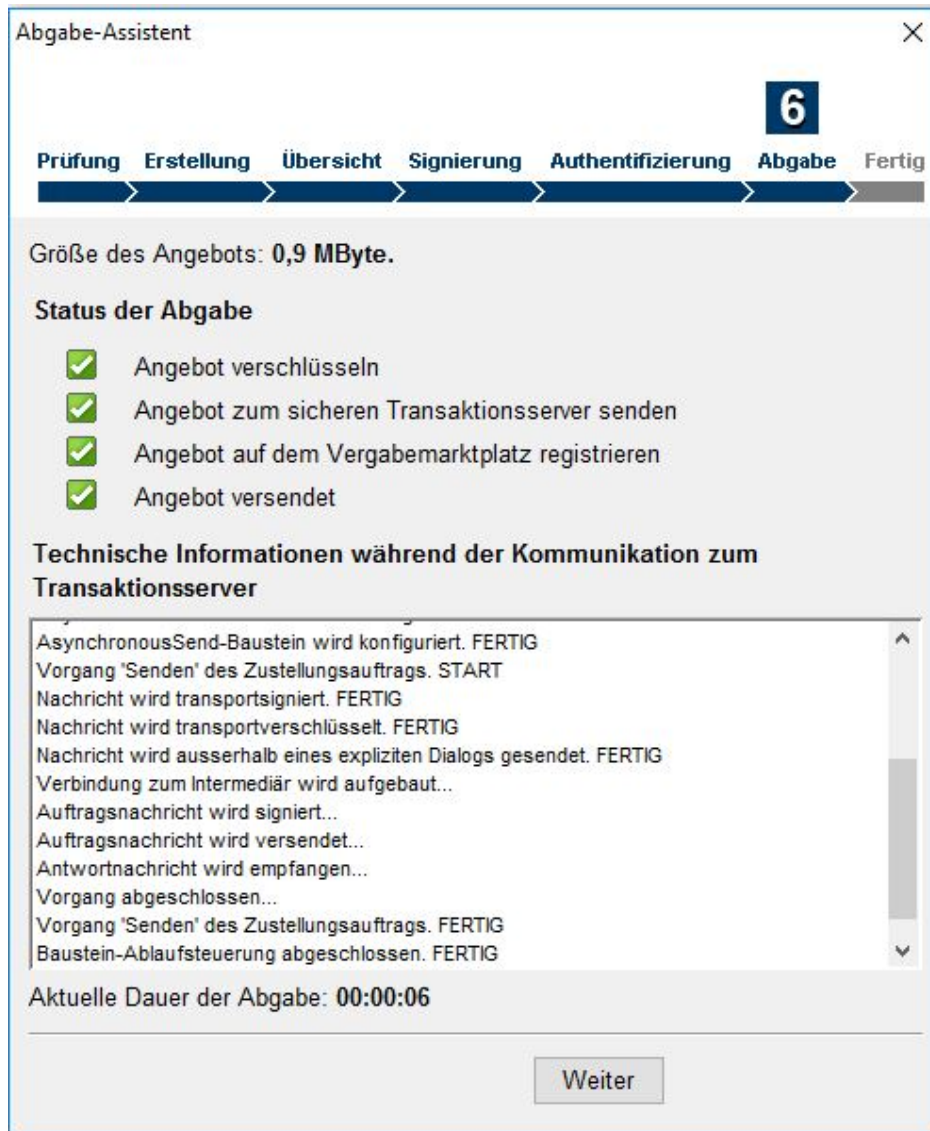 Abgabe-Assistent
6
Prüfung Erstellung Übersicht Signierung Authentifizierung Abgabe Fertig
Größe des Angebots: 0,9 MByte.
Status der Abgabe
Angebot verschlüsseln
Angebot zum sicheren Transaktionsserver senden
Angebot auf dem Vergabemarktplatz registrieren
Angebot versendet
Technische Informationen während der Kommunikation zum
Transaktionsserver
AsynchronousSend-Baustein wird konfiguriert. FERTIG
Vorgang 'Senden' des Zustellungsauftrags. START
Nachricht wird transportsigniert. FERTIG
Nachricht wird transportverschlüsselt. FERTIG
Nachricht wird ausserhalb eines expliziten Dialogs gesendet. FERTIG
Verbindung zum Intermediär wird aufgebaut...
Auftragsnachricht wird signiert...
Auftragsnachricht wird versendet...
Antwortnachricht wird empfangen...
Vorgang abgeschlossen...
Vorgang 'Senden' des Zustellungsauftrags. FERTIG
Baustein-Ablaufsteuerung abgeschlossen. FERTIG
Aktuelle Dauer der Abgabe: 00:00:06
Weiter